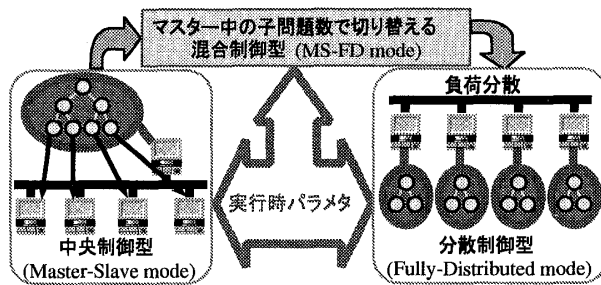 マスター中の子問題数で切り替える
混合制御型 (MS-FD mode)
負荷分散
実行時パラメタ
中央制御型
(Master-Slave mode)
分散制御型
(Fully-Distributed mode)